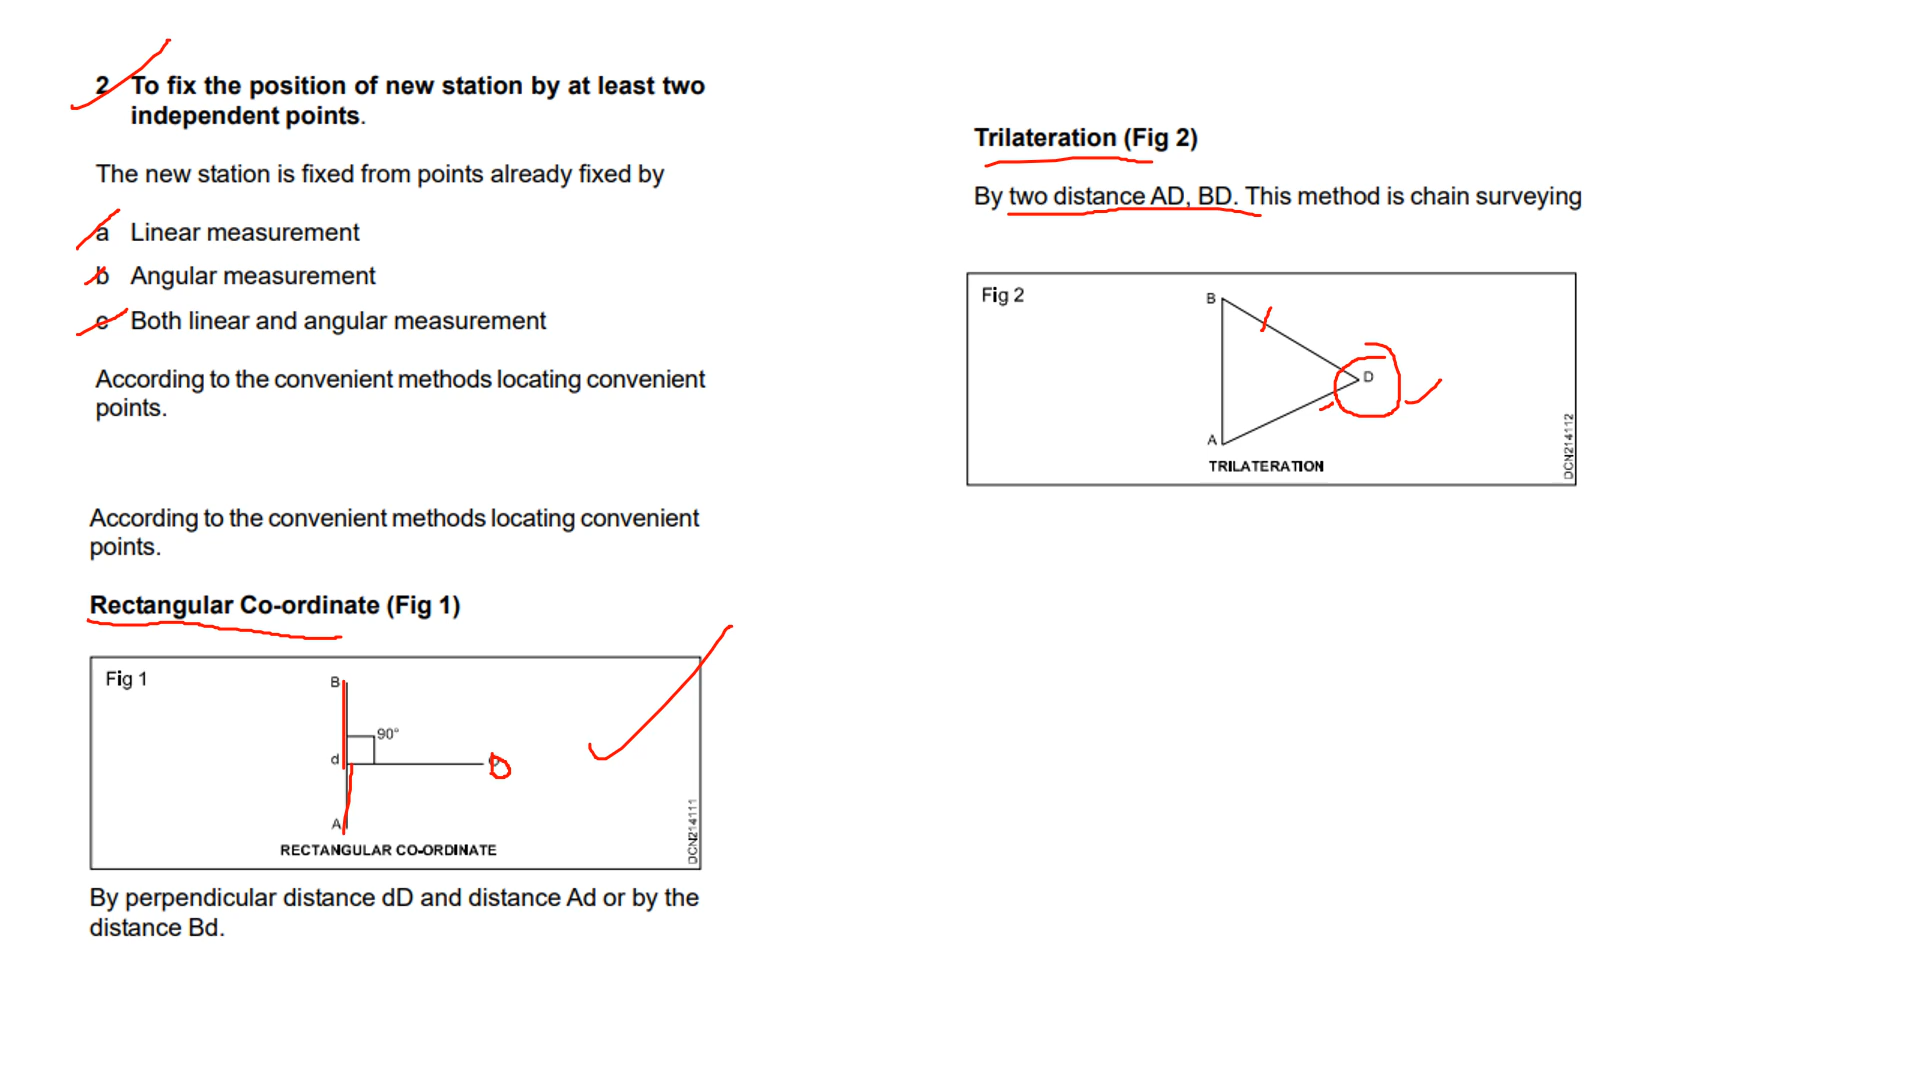 2 To fix the position of new station by at least two
independent points.
The new station is fixed from points already fixed by
a Linear measurement
b Angular measurement
c Both linear and angular measurement
According to the convenient methods locating convenient
points.
According to the convenient methods locating convenient
points.
Rectangular Co-ordinate (Fig 1)
Fig 1
B
90°
d
D
A
RECTANGULAR CO-ORDINATE
DCN214111
By perpendicular distance dD and distance Ad or by the
distance Bd.
Trilateration (Fig 2)
By two distance AD, BD. This method is chain surveying
Fig 2
B
D
A
TRILATERATION
DCN214112